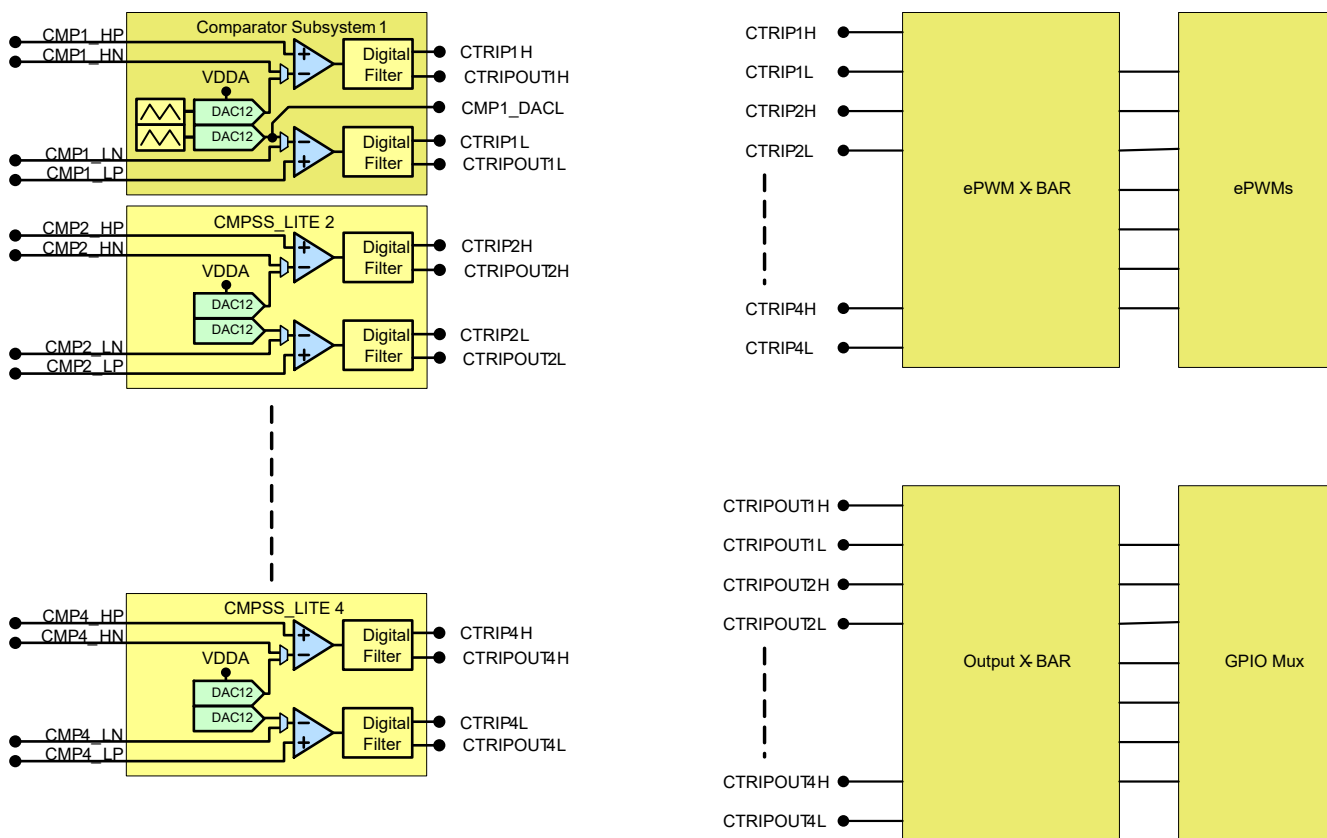 Comparator Subsystem 1
CMP1_HP
CMP1_HN
VDDA
DAC12
DAC12
Digital
Filter
CTRIP1H
CTRIPOUT1H
CMP1_DACL
CMP1_LN
CMP1_LP
Digital
Filter
CTRIP1L
CTRIPOUT1L
CMPSS_LITE 2
CMP2_HP
CMP2_HN
VDDA
DAC12
DAC12
Digital
Filter
CTRIP2H
CTRIPOUT2H
CMP2_LN
CMP2_LP
Digital
Filter
CTRIP2L
CTRIPOUT2L
CMPSS_LITE 4
CMP4_HP
CMP4_HN
VDDA
DAC12
DAC12
Digital
Filter
CTRIP4H
CTRIPOUT4H
CMP4_LN
CMP4_LP
Digital
Filter
CTRIP4L
CTRIPOUT4L
CTRIP1H
CTRIP1L
CTRIP2H
CTRIP2L
CTRIP4H
CTRIP4L
ePWM X-BAR
ePWMs
CTRIPOUT1H
CTRIPOUT1L
CTRIPOUT2H
CTRIPOUT2L
CTRIPOUT4H
CTRIPOUT4L
Output X-BAR
GPIO Mux